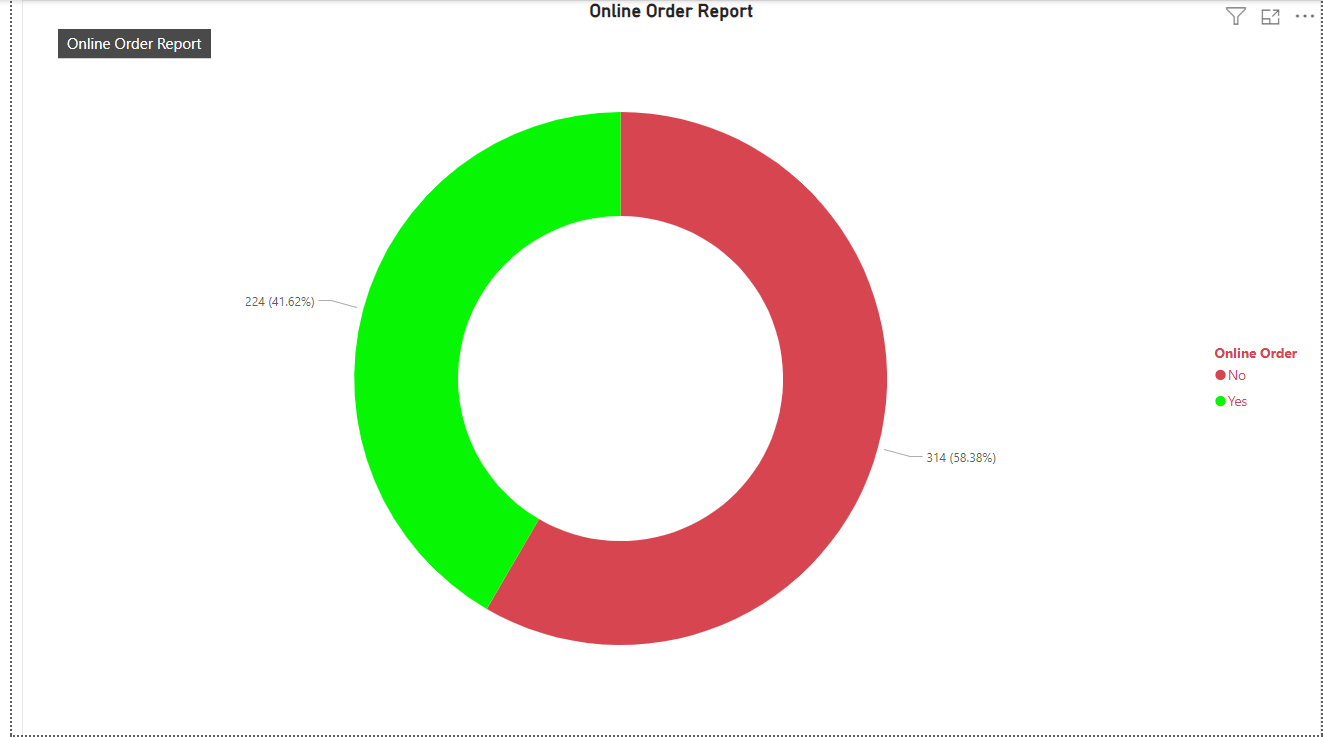 Online Order Report
Online Order Report
224 (41.62%)
314 (58.38%)
Online Order
No
Yes